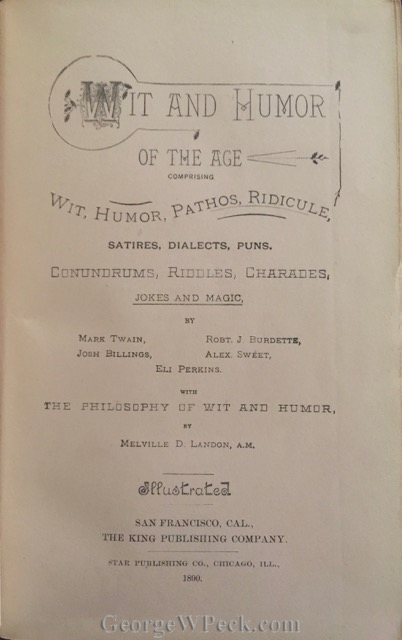 WIT AND HUMOR
OF THE AGE
COMPRISING
WIT, HUMOR, PATHOS, RIDICULE,
SATIRES, DIALECTS, PUNS.
CONUNDRUMS, RIDDLES, CHARADES,
JOKES AND MAGIC,
BY
MARK TWAIN, ROBT. J BURDETTE,
JOSH BILLINGS, ALEX. SWEET,
ELI PERKINS.
WITH
THE PHILOSOPHY OF WIT AND HUMOR,
BY
MELVILLE D. LANDON, A.M.
Illustrated
SAN FRANCISCO, CAL.,
THE KING PUBLISHING COMPANY.
STAR PUBLISHING CO., CHICAGO, ILL.,
1890.
GeorgeWPeck.com